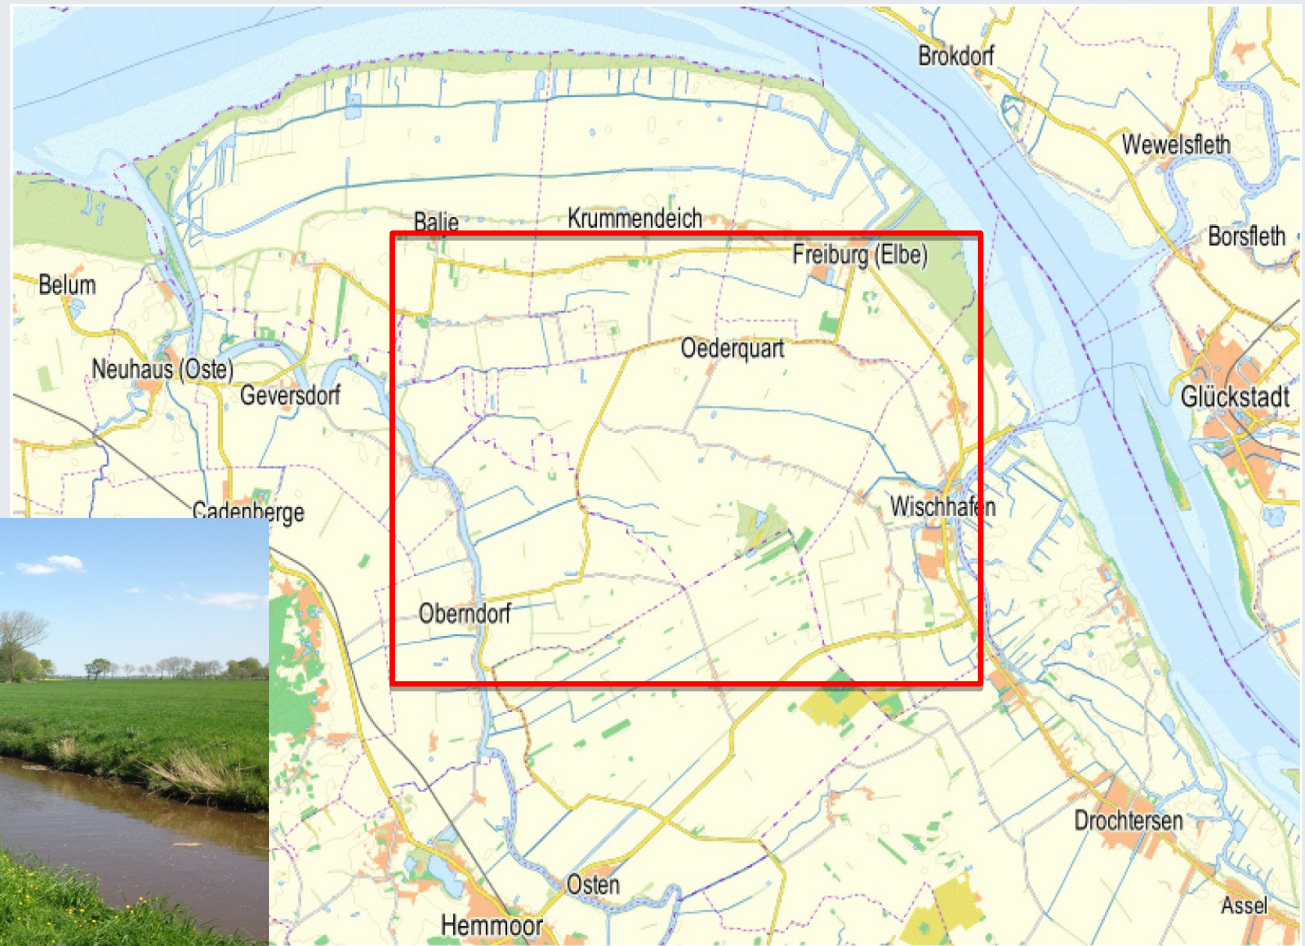 Brokdorf
Wewelsfleth
Balje
Krummendeich
Borsfleth
Freiburg (Elbe)
Belum
Oederquart
Neuhaus (Oste)
Geversdorf
Glückstadt
Cadenberge
Wischhafen
Oberndorf
Drochtersen
Osten
Assel
Hemmoor